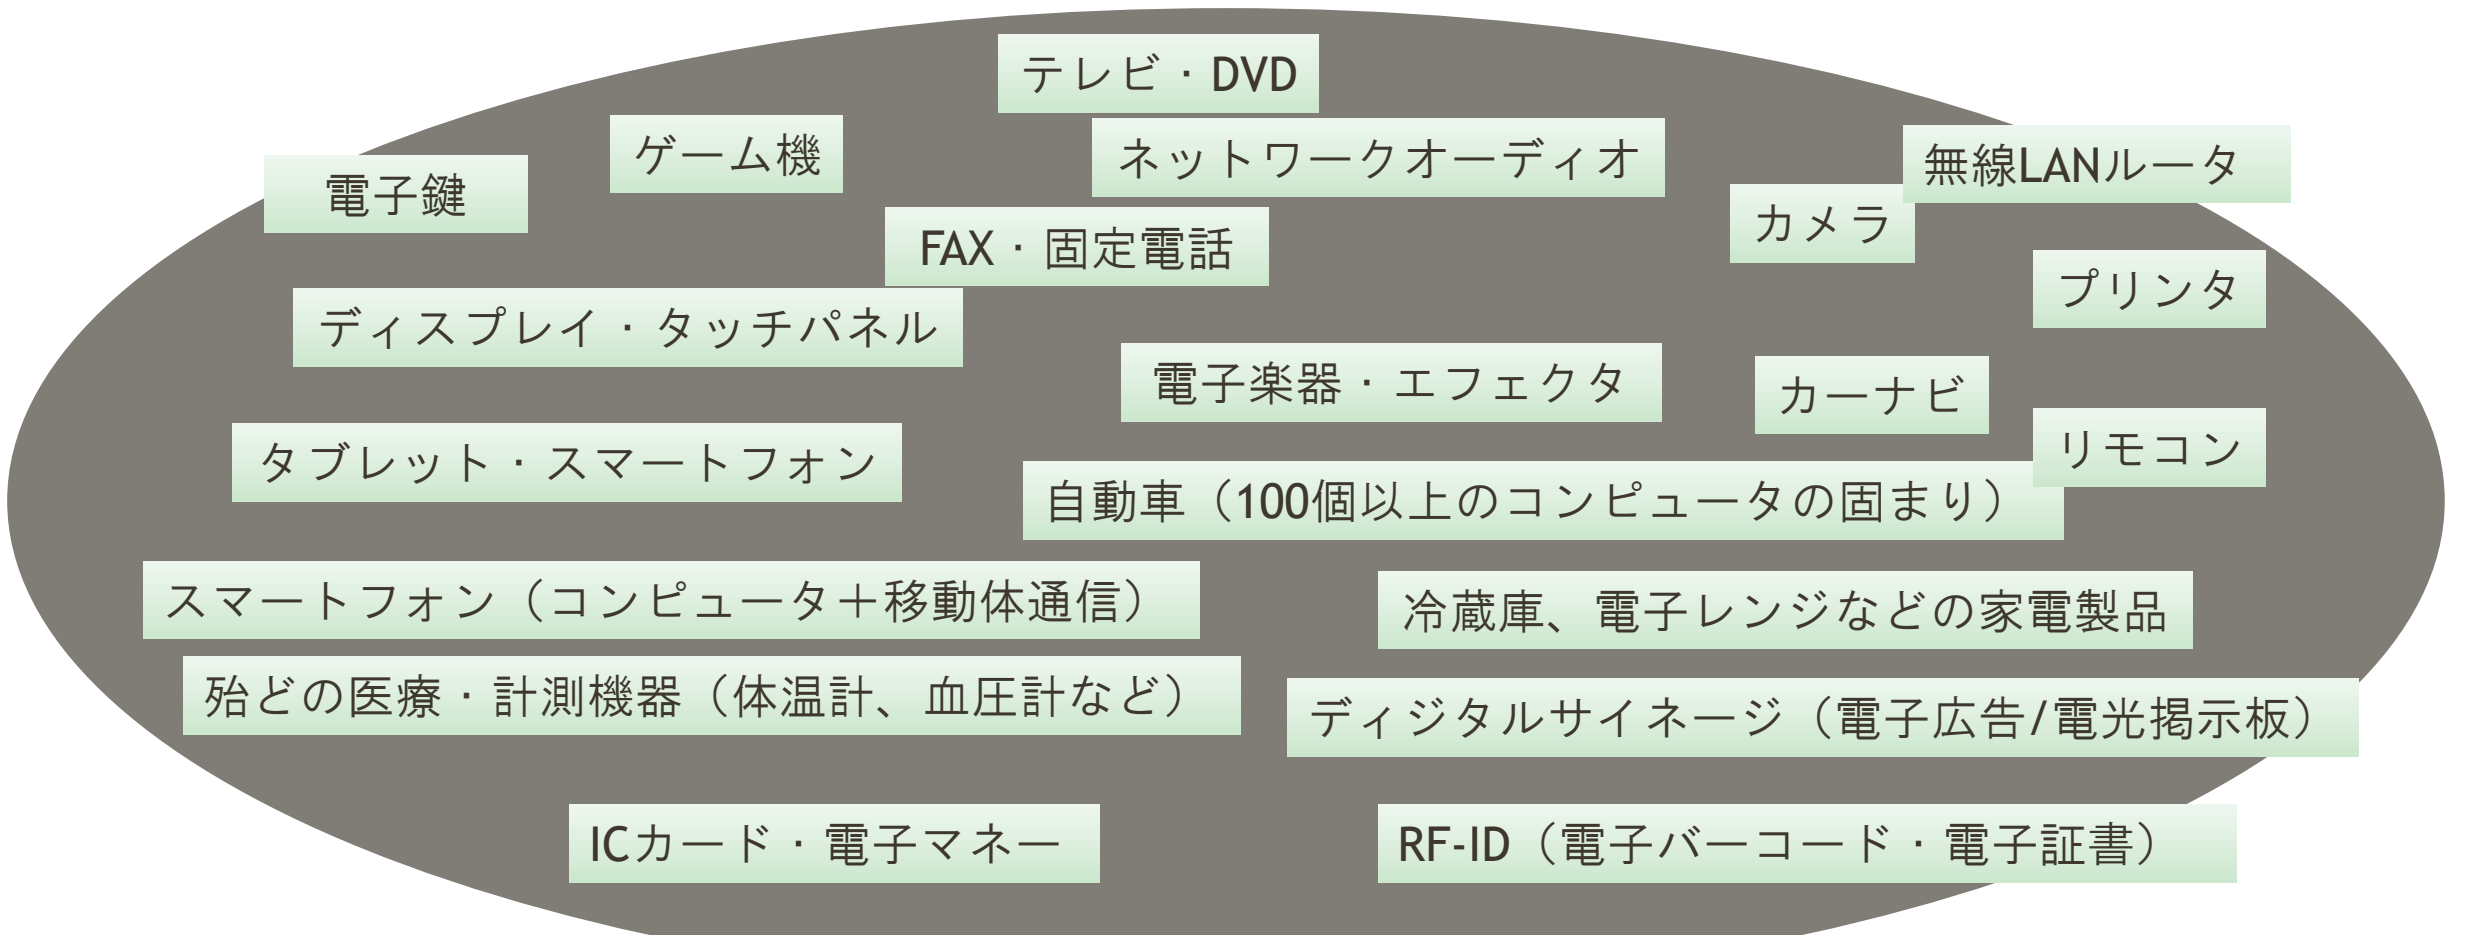 テレビ・DVD
ゲーム機
ネットワークオーディオ
無線LANルータ
電子鍵
カメラ
FAX・固定電話
プリンタ
ディスプレイ・タッチパネル
電子楽器・エフェクタ
カーナビ
リモコン
タブレット・スマートフォン
自動車（100個以上のコンピュータの固まり）
スマートフォン（コンピュータ＋移動体通信）
冷蔵庫、電子レンジなどの家電製品
殆どの医療・計測機器（体温計、血圧計など）
ディジタルサイネージ（電子広告/電光掲示板）
ICカード・電子マネー
RF-ID（電子バーコード・電子証書）